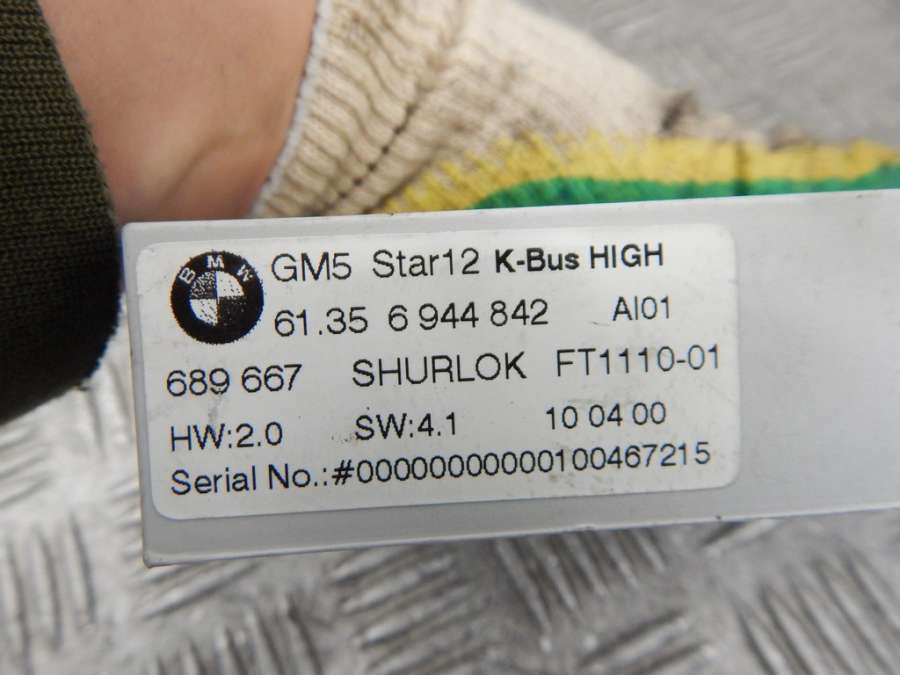 BMW
GM5 Star12 K-Bus HIGH
61.35 6 944 842 AI01
689 667 SHURLOK FT1110-01
HW:2.0 SW:4.1 10 04 00
Serial No.:#00000000000100467215